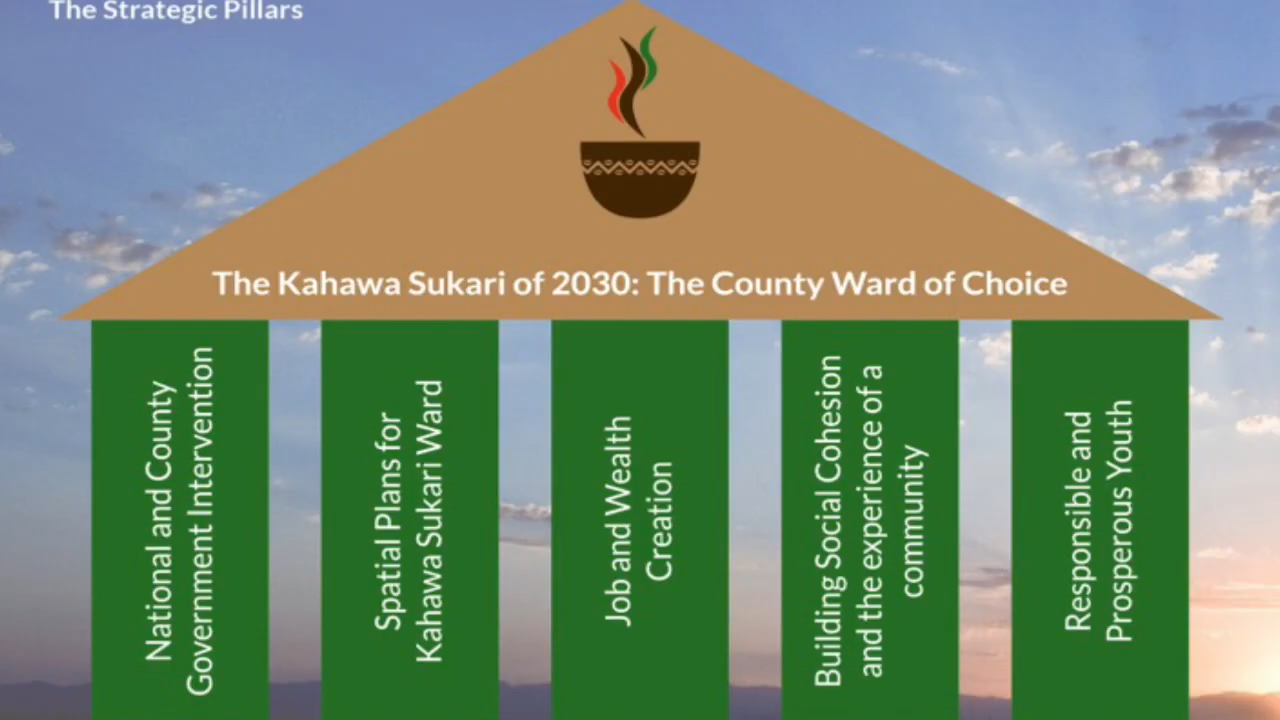 The Strategic Pillars
The Kahawa Sukari of 2030: The County Ward of Choice
National and County
Government Intervention
Spatial Plans for
Kahawa Sukari Ward
Job and Wealth
Creation
Building Social Cohesion
and the experience of a
community
Responsible and
Prosperous Youth